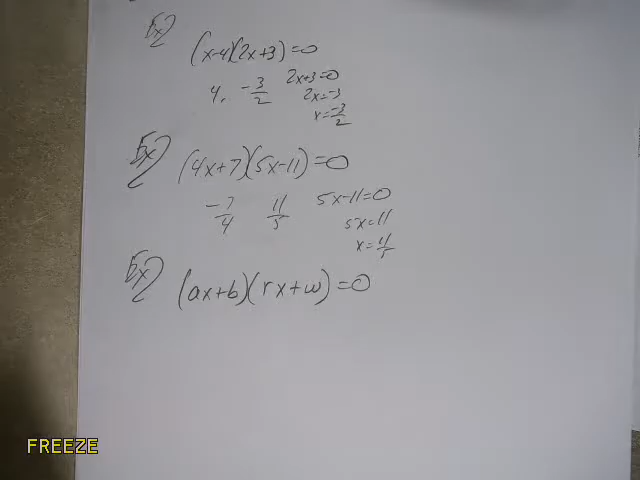 Ex)
(x-4)(2x+3)=0
4, -3/2
2x+3=0
2x=-3
x=-3/2
Ex)
(4x+7)(5x-11)=0
-7/4 11/5
5x-11=0
5x=11
x=11/5
Ex)
(ax+b)(rx+w)=0
FREEZE